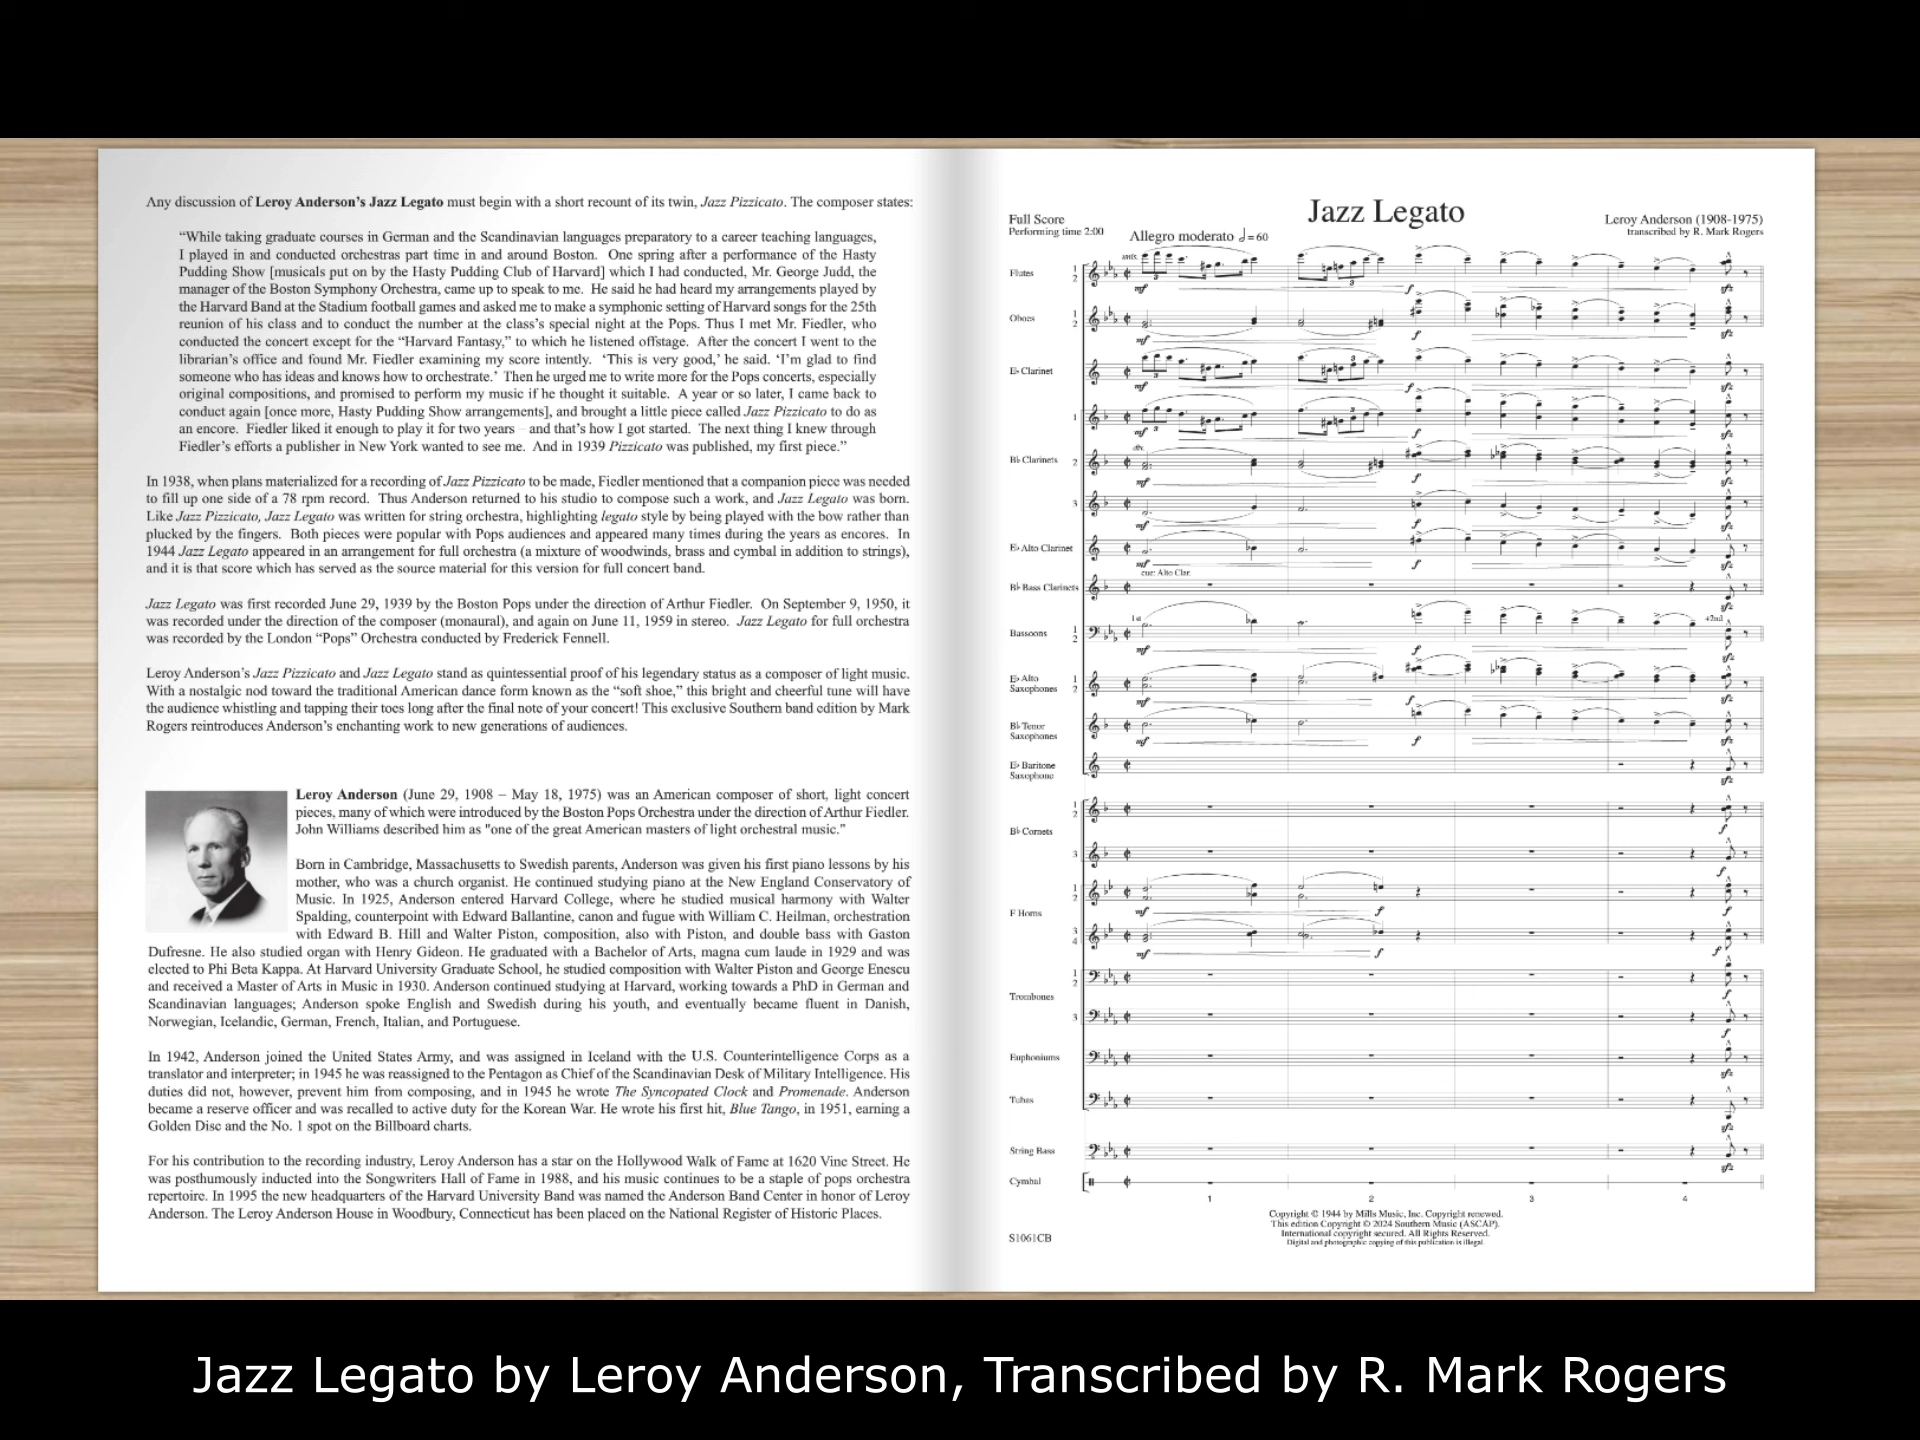 Any discussion of Leroy Anderson's Jazz Legato must begin with a short recount of its twin, Jazz Pizzicato. The composer states:
“While taking graduate courses in German and the Scandinavian languages preparatory to a career teaching languages,
I played in and conducted orchestras part time in and around Boston. One spring after a performance of the Hasty
Pudding Show [musicals put on by the Hasty Pudding Club of Harvard] which I had conducted, Mr. George Judd, the
manager of the Boston Symphony Orchestra, came up to speak to me. He said he had heard my arrangements played by
the Harvard Band at the Stadium football games and asked me to make a symphonic setting of Harvard songs for the 25th
reunion of his class and to conduct the number at the class's special night at the Pops. Thus I met Mr. Fiedler, who
conducted the concert except for the “Harvard Fantasy,” to which he listened offstage. After the concert I went to the
librarian's office and found Mr. Fiedler examining my score intently. ‘This is very good,’ he said. ‘I'm glad to find
someone who has ideas and knows how to orchestrate.’ Then he urged me to write more for the Pops concerts, especially
original compositions, and promised to perform my music if he thought it suitable. A year or so later, I came back to
conduct again [once more, Hasty Pudding Show arrangements], and brought a little piece called Jazz Pizzicato to do as
an encore. Fiedler liked it enough to play it for two years – and that's how I got started. The next thing I knew through
Fiedler's efforts a publisher in New York wanted to see me. And in 1939 Pizzicato was published, my first piece.”
In 1938, when plans materialized for a recording of Jazz Pizzicato to be made, Fiedler mentioned that a companion piece was needed
to fill up one side of a 78 rpm record. Thus Anderson returned to his studio to compose such a work, and Jazz Legato was born.
Like Jazz Pizzicato, Jazz Legato was written for string orchestra, highlighting legato style by being played with the bow rather than
plucked by the fingers. Both pieces were popular with Pops audiences and appeared many times during the years as encores. In
1944 Jazz Legato appeared in an arrangement for full orchestra (a mixture of woodwinds, brass and cymbal in addition to strings),
and it is that score which has served as the source material for this version for full concert band.
Jazz Legato was first recorded June 29, 1939 by the Boston Pops under the direction of Arthur Fiedler. On September 9, 1950, it
was recorded under the direction of the composer (monaural), and again on June 11, 1959 in stereo. Jazz Legato for full orchestra
was recorded by the London “Pops” Orchestra conducted by Frederick Fennell.
Leroy Anderson's Jazz Pizzicato and Jazz Legato stand as quintessential proof of his legendary status as a composer of light music.
With a nostalgic nod toward the traditional American dance form known as the “soft shoe,” this bright and cheerful tune will have
the audience whistling and tapping their toes long after the final note of your concert! This exclusive Southern band edition by Mark
Rogers reintroduces Anderson's enchanting work to new generations of audiences.
Leroy Anderson (June 29, 1908 – May 18, 1975) was an American composer of short, light concert
pieces, many of which were introduced by the Boston Pops Orchestra under the direction of Arthur Fiedler.
John Williams described him as "one of the great American masters of light orchestral music."
Born in Cambridge, Massachusetts to Swedish parents, Anderson was given his first piano lessons by his
mother, who was a church organist. He continued studying piano at the New England Conservatory of
Music. In 1925, Anderson entered Harvard College, where he studied musical harmony with Walter
Spalding, counterpoint with Edward Ballantine, canon and fugue with William C. Heilman, orchestration
with Edward B. Hill and Walter Piston, composition, also with Piston, and double bass with Gaston
Dufresne. He also studied organ with Henry Gideon. He graduated with a Bachelor of Arts, magna cum laude in 1929 and was
elected to Phi Beta Kappa. At Harvard University Graduate School, he studied composition with Walter Piston and George Enescu
and received a Master of Arts in Music in 1930. Anderson continued studying at Harvard, working towards a PhD in German and
Scandinavian languages; Anderson spoke English and Swedish during his youth, and eventually became fluent in Danish,
Norwegian, Icelandic, German, French, Italian, and Portuguese.
In 1942, Anderson joined the United States Army, and was assigned in Iceland with the U.S. Counterintelligence Corps as a
translator and interpreter; in 1945 he was reassigned to the Pentagon as Chief of the Scandinavian Desk of Military Intelligence. His
duties did not, however, prevent him from composing, and in 1945 he wrote The Syncopated Clock and Promenade. Anderson
became a reserve officer and was recalled to active duty for the Korean War. He wrote his first hit, Blue Tango, in 1951, earning a
Golden Disc and the No. 1 spot on the Billboard charts.
For his contribution to the recording industry, Leroy Anderson has a star on the Hollywood Walk of Fame at 1620 Vine Street. He
was posthumously inducted into the Songwriters Hall of Fame in 1988, and his music continues to be a staple of pops orchestra
repertoire. In 1995 the new headquarters of the Harvard University Band was named the Anderson Band Center in honor of Leroy
Anderson. The Leroy Anderson House in Woodbury, Connecticut has been placed on the National Register of Historic Places.
Jazz Legato
Full Score
Performing time 2:00
Leroy Anderson (1908-1975)
transcribed by R. Mark Rogers
Allegro moderato =60
Flutes 1 2
Oboes 1 2
E♭ Clarinet
1
B♭ Clarinets 2
3
E♭ Alto Clarinet
cue: Alto Clar.
B♭ Bass Clarinets
1st
+2nd
Bassoons 1 2
E♭ Alto
Saxophones 1 2
B♭ Tenor
Saxophones
E♭ Baritone
Saxophone
1 2
B♭ Cornets
3
1 2
F Horns
3 4
1 2
Trombones
3
Euphoniums
Tubas
String Bass
Cymbal
1 2 3 4
Copyright © 1944 by Mills Music, Inc. Copyright renewed.
This edition Copyright © 2024 Southern Music (ASCAP).
International copyright secured. All Rights Reserved.
Digital and photographic copying of this publication is illegal
S1061CB
Jazz Legato by Leroy Anderson, Transcribed by R. Mark Rogers